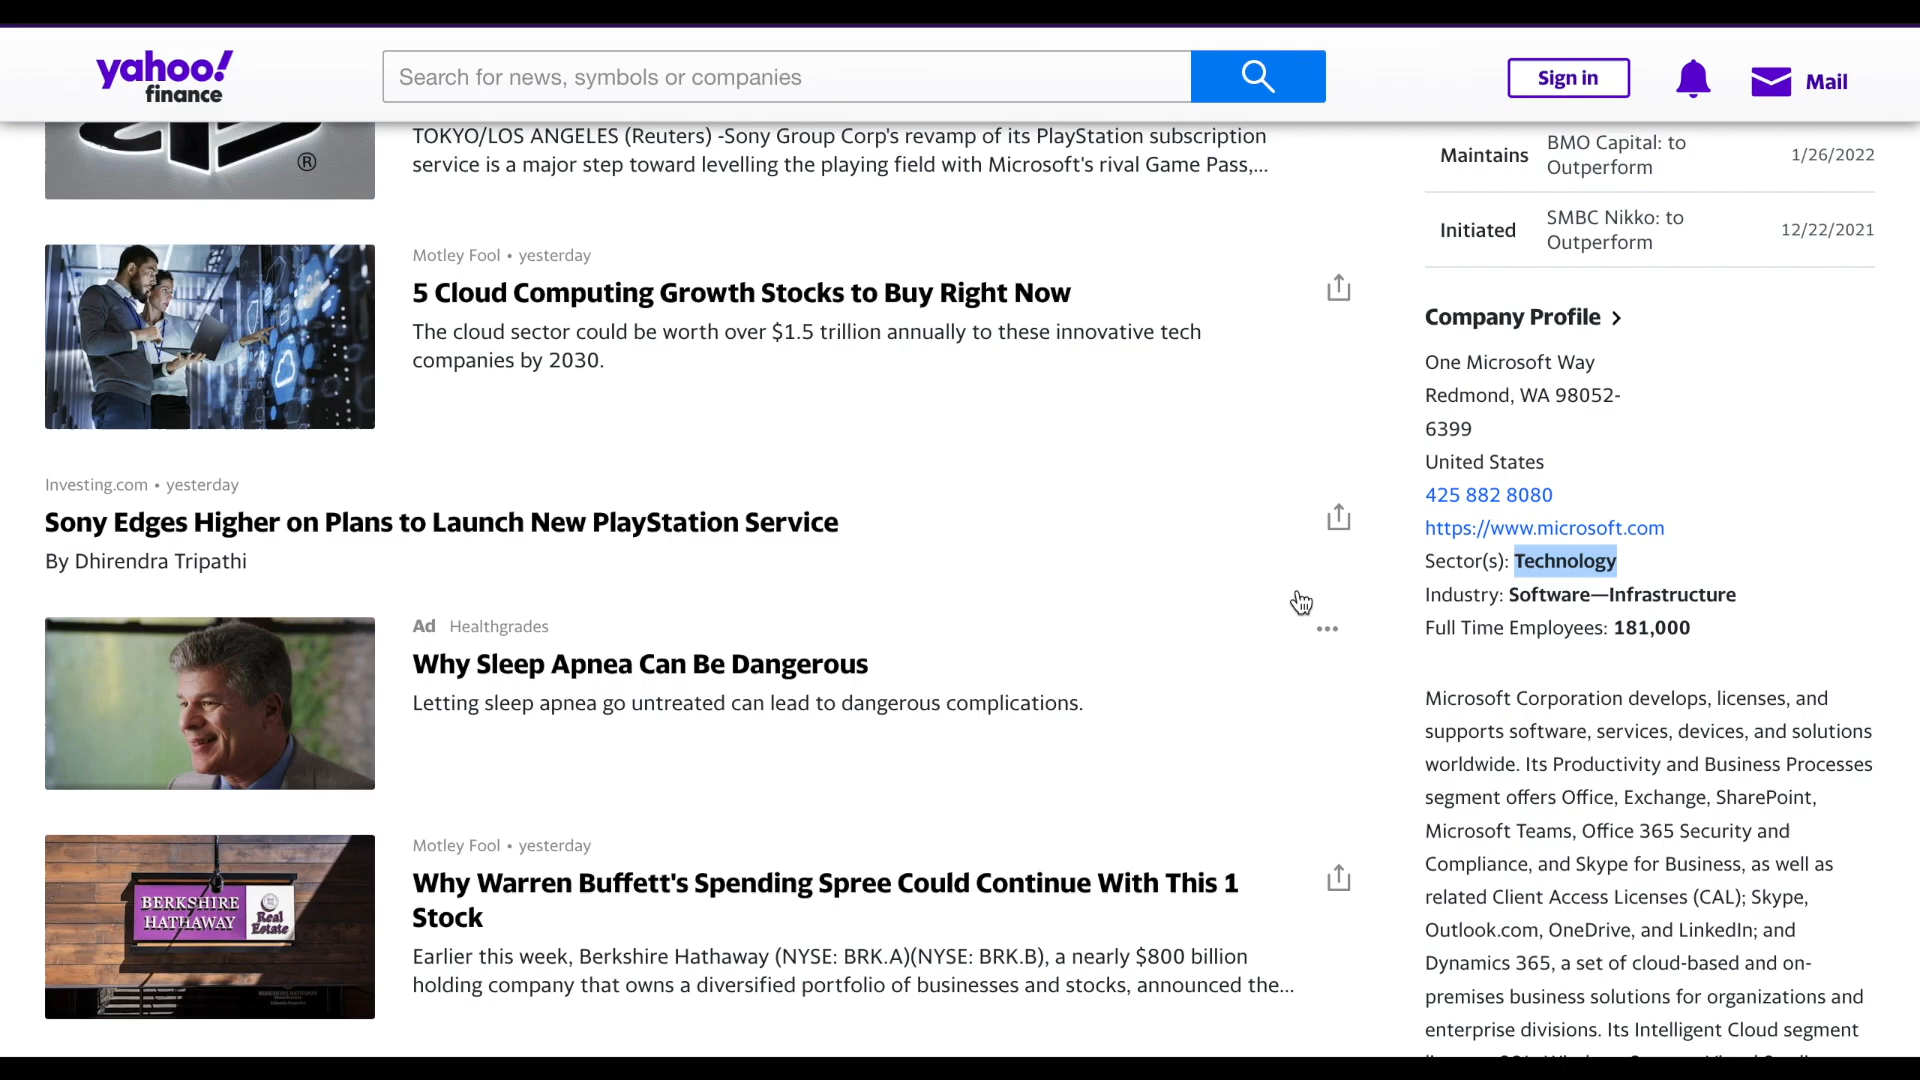 yahoo!
finance
Search for news, symbols or companies
Sign in
Mail
®
TOKYO/LOS ANGELES (Reuters) -Sony Group Corp's revamp of its PlayStation subscription
service is a major step toward levelling the playing field with Microsoft's rival Game Pass,...
Motley Fool • yesterday
5 Cloud Computing Growth Stocks to Buy Right Now
The cloud sector could be worth over $1.5 trillion annually to these innovative tech
companies by 2030.
Investing.com • yesterday
Sony Edges Higher on Plans to Launch New PlayStation Service
By Dhirendra Tripathi
Ad Healthgrades
Why Sleep Apnea Can Be Dangerous
Letting sleep apnea go untreated can lead to dangerous complications.
BERKSHIRE
HATHAWAY
Real
Estate
Motley Fool • yesterday
Why Warren Buffett's Spending Spree Could Continue With This 1
Stock
Earlier this week, Berkshire Hathaway (NYSE: BRK.A)(NYSE: BRK.B), a nearly $800 billion
holding company that owns a diversified portfolio of businesses and stocks, announced the...
Maintains BMO Capital: to
Outperform 1/26/2022
Initiated SMBC Nikko: to
Outperform 12/22/2021
Company Profile
One Microsoft Way
Redmond, WA 98052-
6399
United States
425 882 8080
https://www.microsoft.com
Sector(s): Technology
Industry: Software—Infrastructure
Full Time Employees: 181,000
Microsoft Corporation develops, licenses, and
supports software, services, devices, and solutions
worldwide. Its Productivity and Business Processes
segment offers Office, Exchange, SharePoint,
Microsoft Teams, Office 365 Security and
Compliance, and Skype for Business, as well as
related Client Access Licenses (CAL); Skype,
Outlook.com, OneDrive, and LinkedIn; and
Dynamics 365, a set of cloud-based and on-
premises business solutions for organizations and
enterprise divisions. Its Intelligent Cloud segment